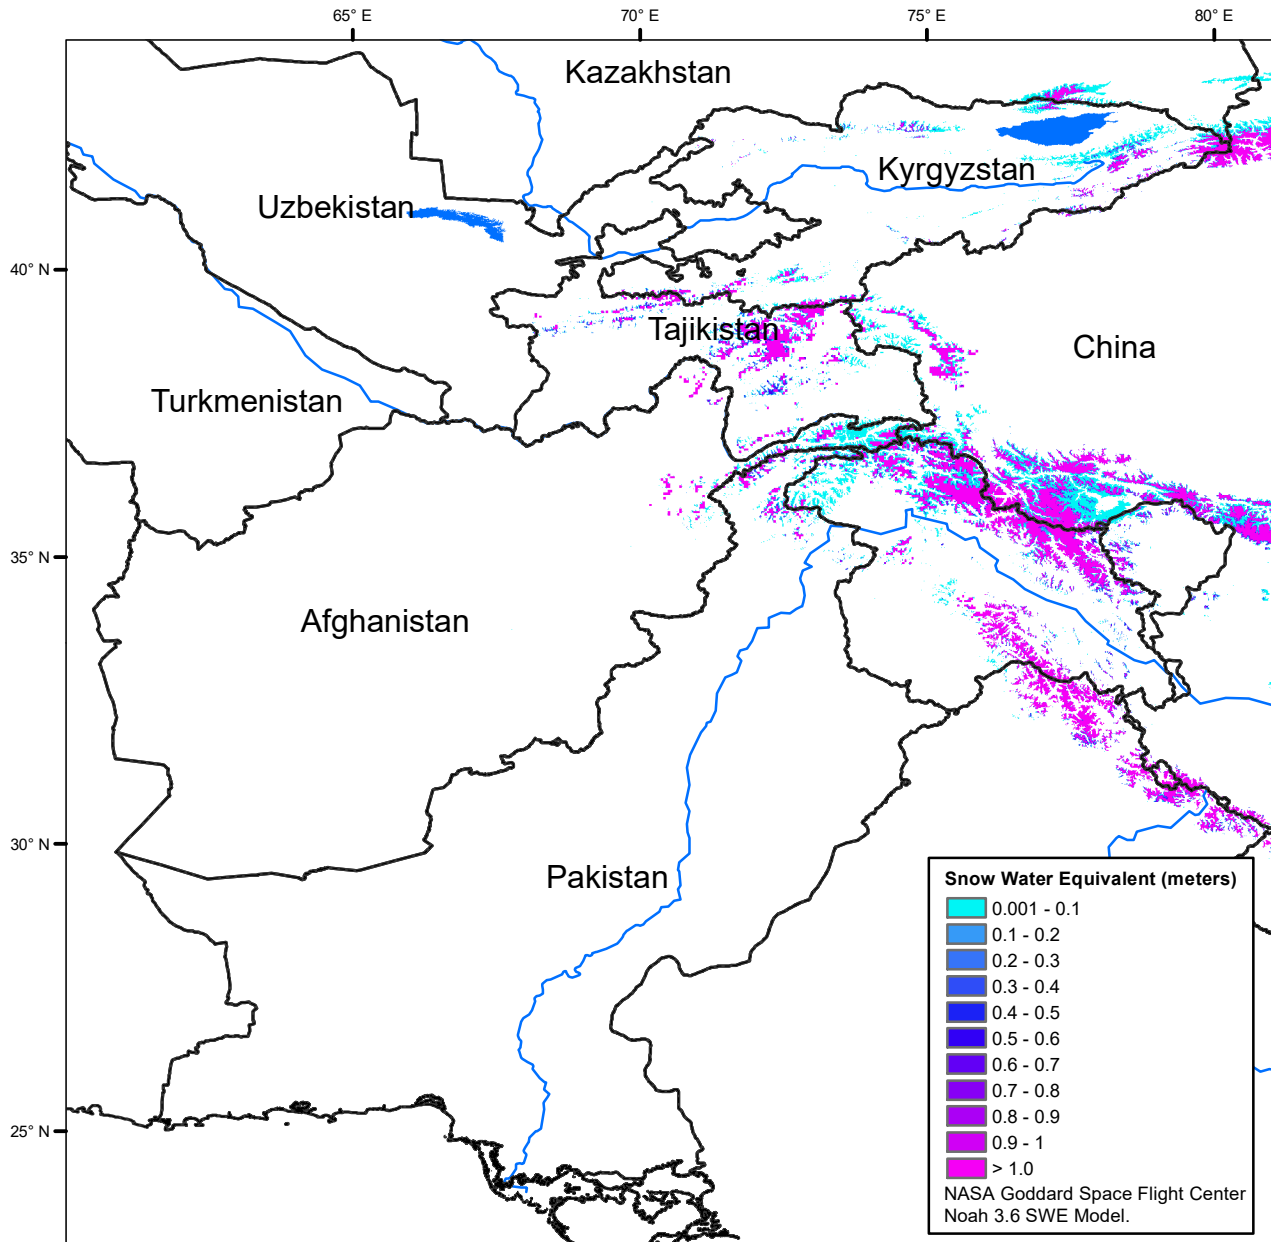 65° E
70° E
75° E
80° E
Kazakhstan
Kyrgyzstan
Uzbekistan
40° N
Tajikistan
China
Turkmenistan
35° N
Afghanistan
30° N
Pakistan
25° N
Snow Water Equivalent (meters)
0.001 - 0.1
0.1 - 0.2
0.2 - 0.3
0.3 - 0.4
0.4 - 0.5
0.5 - 0.6
0.6 - 0.7
0.7 - 0.8
0.8 - 0.9
0.9 - 1
> 1.0
NASA Goddard Space Flight Center
Noah 3.6 SWE Model.